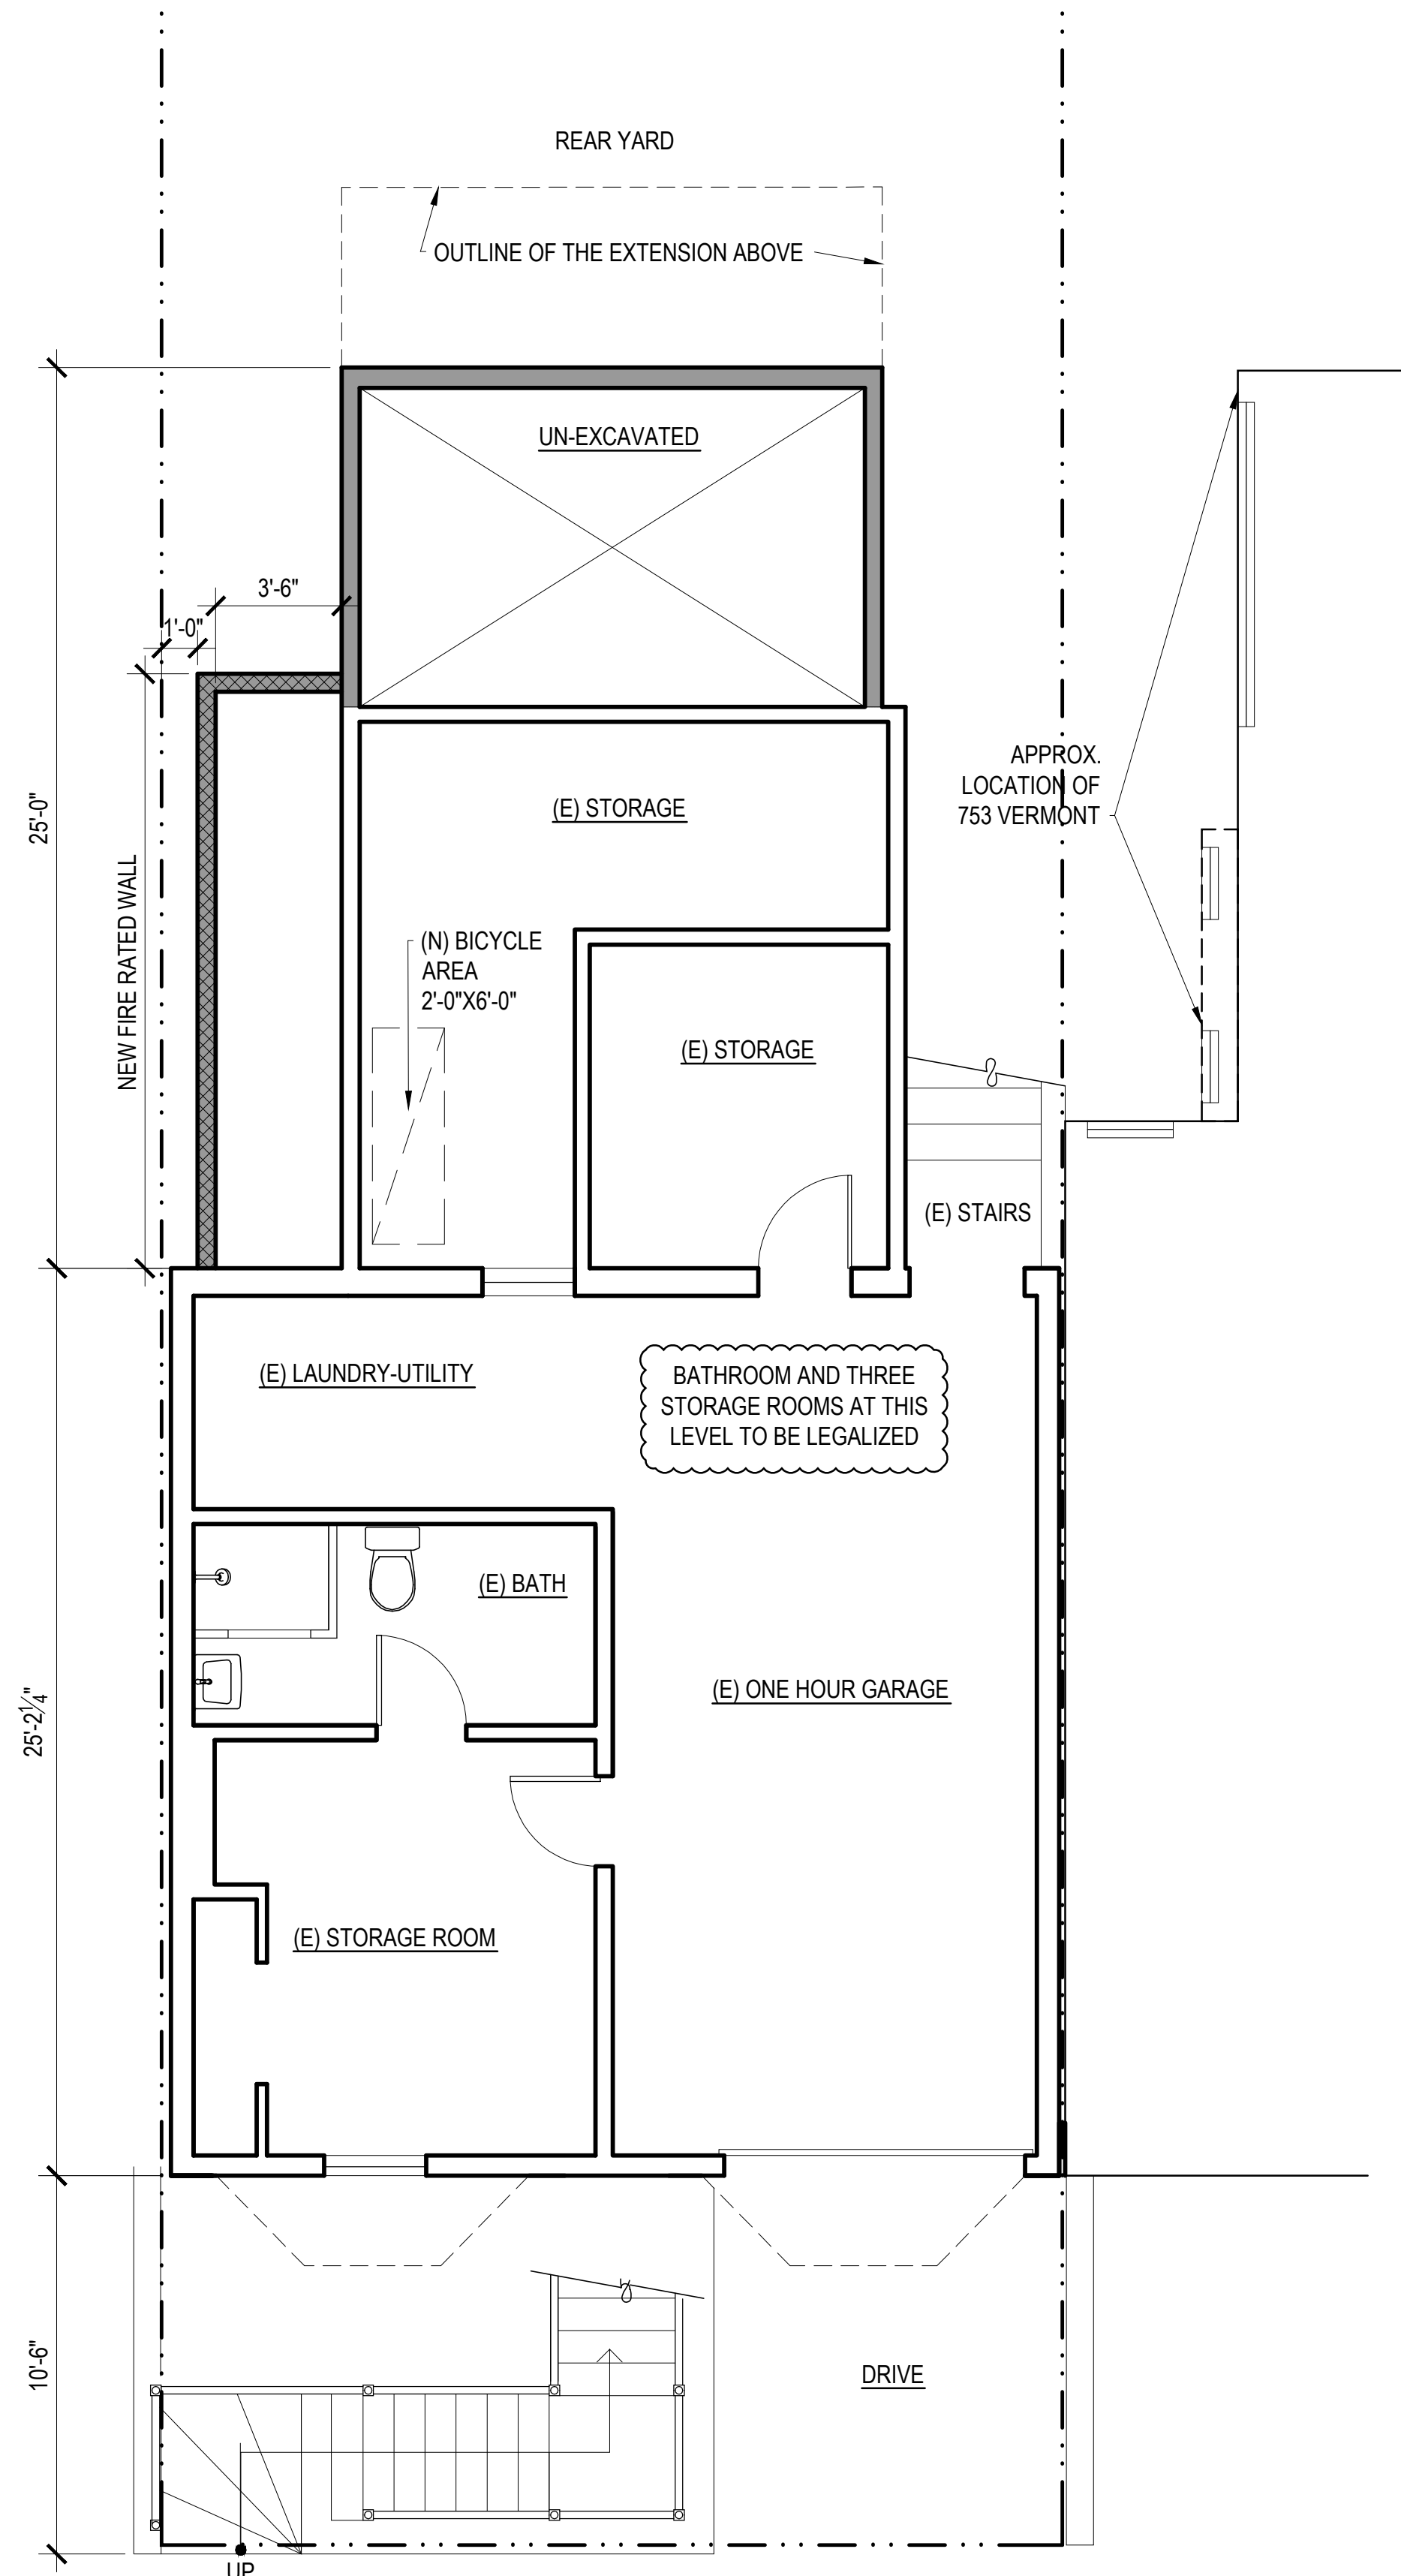 REAR YARD
OUTLINE OF THE EXTENSION ABOVE
UN-EXCAVATED
3'-6"
1'-0"
25'-0"
NEW FIRE RATED WALL
(E) STORAGE
APPROX.
LOCATION OF
753 VERMONT
(N) BICYCLE
AREA
2'-0"X6'-0"
(E) STORAGE
(E) STAIRS
(E) LAUNDRY-UTILITY
BATHROOM AND THREE
STORAGE ROOMS AT THIS
LEVEL TO BE LEGALIZED
(E) BATH
25'-2¼"
(E) ONE HOUR GARAGE
(E) STORAGE ROOM
10'-6"
DRIVE
UP